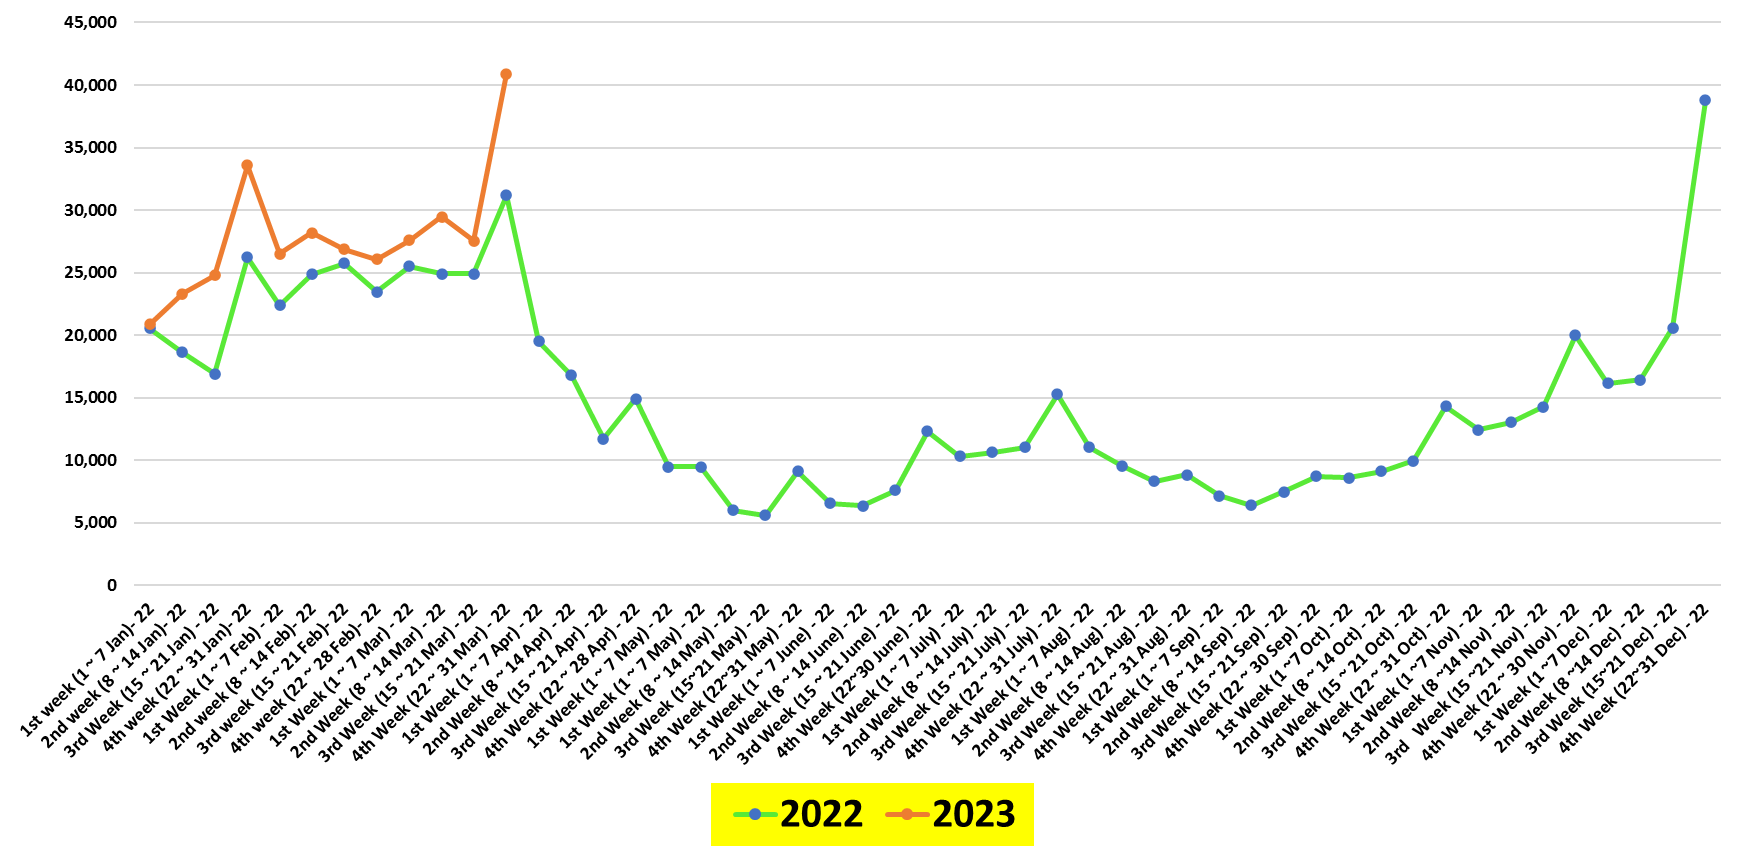 45,000
40,000
35,000
30,000
25,000
20,000
15,000
10,000
5,000
0
1st week (1 ~ 7 Jan)- 22
2nd week (8 ~ 14 Jan)- 22
3rd Week (15 ~ 21 Jan) - 22
4th week (22 ~ 31 Jan)- 22
1st Week (1 ~ 7 Feb) - 22
2nd week (8 ~ 14 Feb)- 22
3rd week (15 ~ 21 Feb)- 22
4th week (22 ~ 28 Feb)- 22
1st Week (1 ~ 7 Mar) - 22
2nd Week (8 ~ 14 Mar) - 22
3rd Week (15 ~ 21 Mar) - 22
4th Week (22 ~ 31 Mar) - 22
1st Week (1 ~ 7 Apr) - 22
2nd Week (8 ~ 14 Apr) - 22
3rd Week (15 ~ 21 Apr) - 22
4th Week (22 ~ 28 Apr) - 22
1st Week (1 ~ 7 May) - 22
1st Week (1 ~ 7 May) - 22
2nd Week (8 ~ 14 May) - 22
3rd Week (15~21 May) - 22
4th Week (22~31 May) - 22
1st Week (1 ~ 7 June) - 22
2nd Week (8 ~ 14 June) - 22
3rd Week (15 ~ 21 June) - 22
4th Week (22~30 June) - 22
1st Week (1 ~ 7 July) - 22
2nd Week (8 ~ 14 July) - 22
3rd Week (15 ~ 21 July) - 22
4th Week (22 ~ 31 July) - 22
1st Week (1 ~ 7 Aug) - 22
2nd Week (8 ~ 14 Aug) - 22
3rd Week (15 ~ 21 Aug) - 22
4th Week (22 ~ 31 Aug) - 22
1st Week (1 ~ 7 Sep) - 22
2nd Week (8 ~ 14 Sep) - 22
3rd Week (15 ~ 21 Sep) - 22
4th Week (22 ~ 30 Sep) - 22
1st Week (1 ~7 Oct) - 22
2nd Week (8 ~ 14 Oct) - 22
3rd Week (15 ~ 21 Oct) - 22
4th Week (22 ~ 31 Oct) - 22
1st Week (1 ~7 Nov) - 22
2nd Week (8 ~14 Nov) - 22
3rd Week (15 ~21 Nov) - 22
4th Week (22 ~ 30 Nov) - 22
1st Week (1 ~7 Dec) - 22
2nd Week (8 ~14 Dec) - 22
3rd Week (15~21 Dec) - 22
4th Week (22~31 Dec) - 22
2022 2023